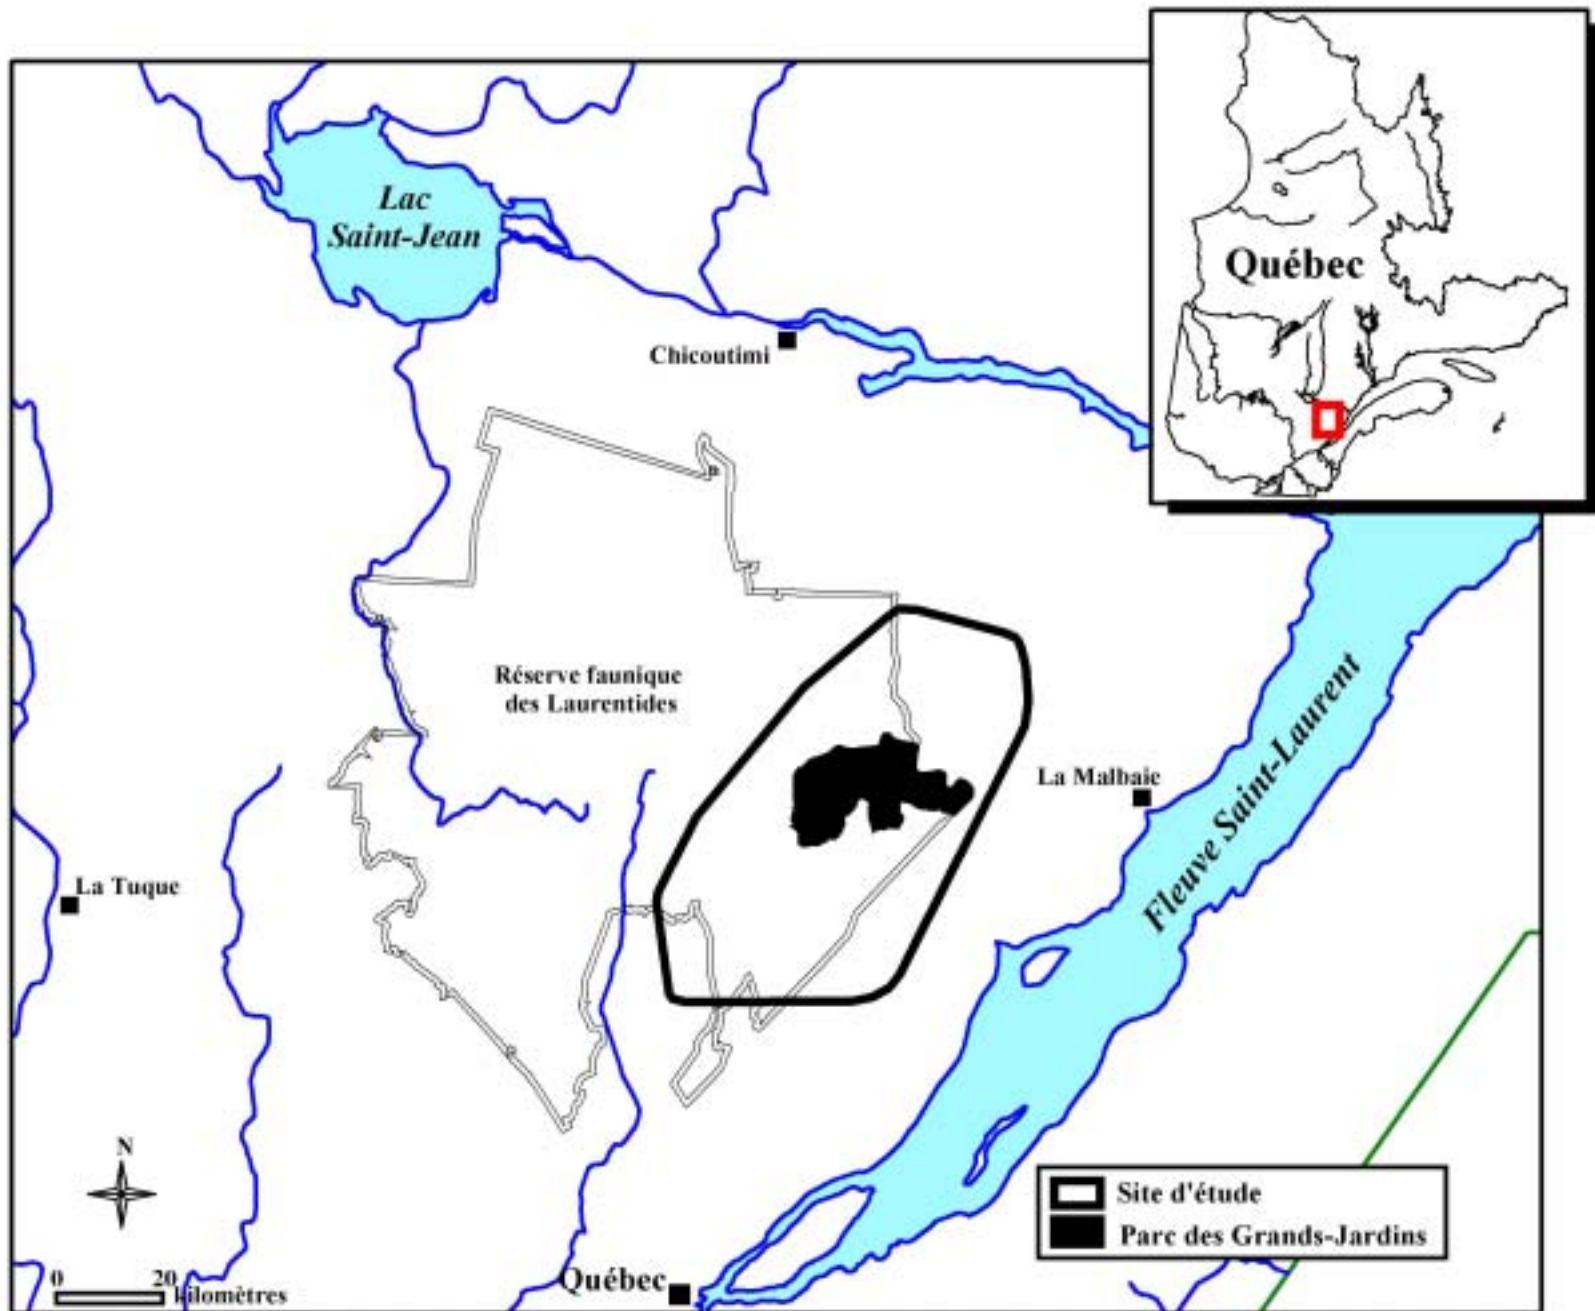 Québec
Lac
Saint-Jean
Chicoutimi
Réserve faunique
des Laurentides
La Malbaie
Fleuve Saint-Laurent
La Tuque
N
Site d'étude
Parc des Grands-Jardins
0 20
kilomètres
Québec